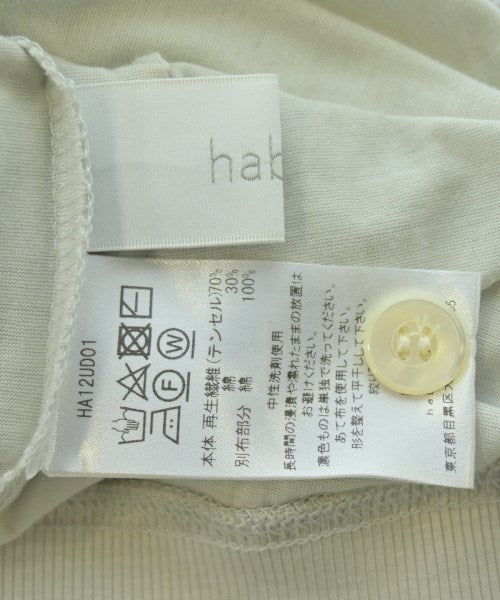 hab
HA12UD01
本体 再生繊維(テンセル)70%
綿 30%
別布部分 綿 100%
中性洗剤使用
長時間の浸漬や濡れたままの放置は
お避けください。
濃色ものは単独で洗ってください。
あて布を使用して下さい。
形を整えて平干しして下さい。
東京都目黒区